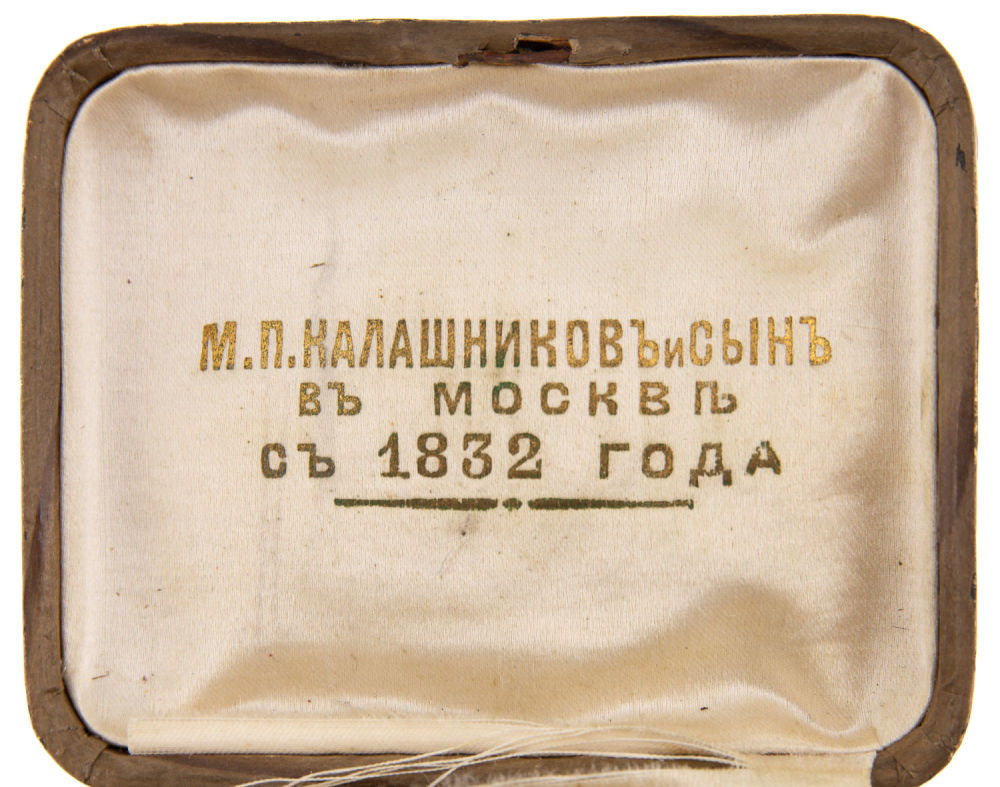 М.П.КАЛАШНИКОВЪиСЫНЪ
ВЪ МОСКВѢ
СЪ 1832 ГОДА